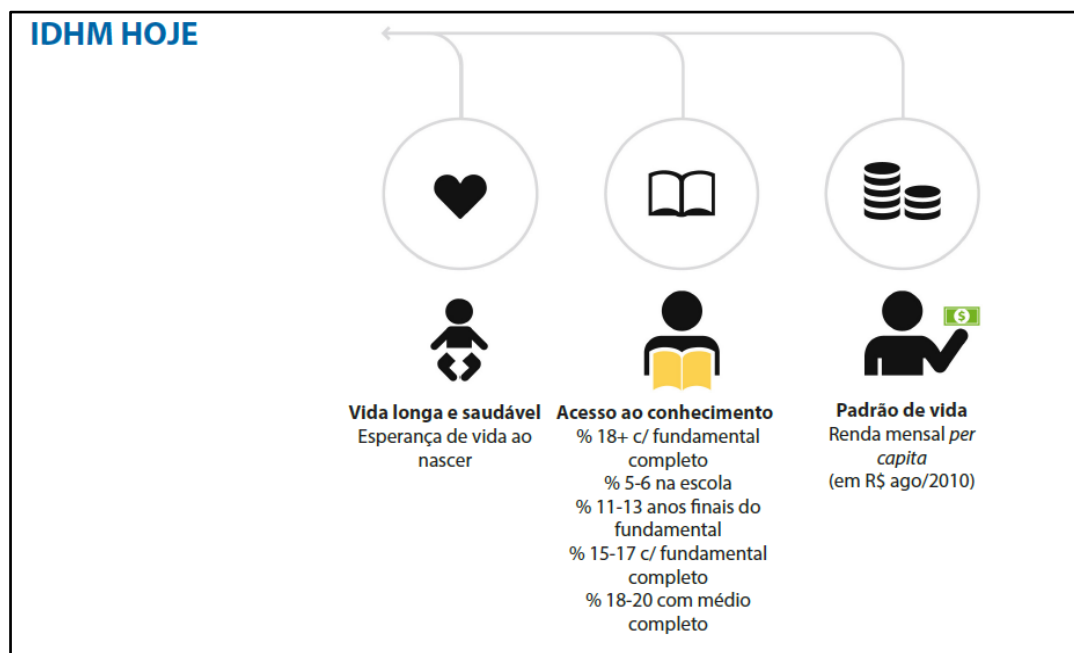 IDHM HOJE
Vida longa e saudável
Esperança de vida ao
nascer
Acesso ao conhecimento
% 18+ c/ fundamental
completo
% 5-6 na escola
% 11-13 anos finais do
fundamental
% 15-17 c/ fundamental
completo
% 18-20 com médio
completo
$
Padrão de vida
Renda mensal per
capita
(em R$ ago/2010)